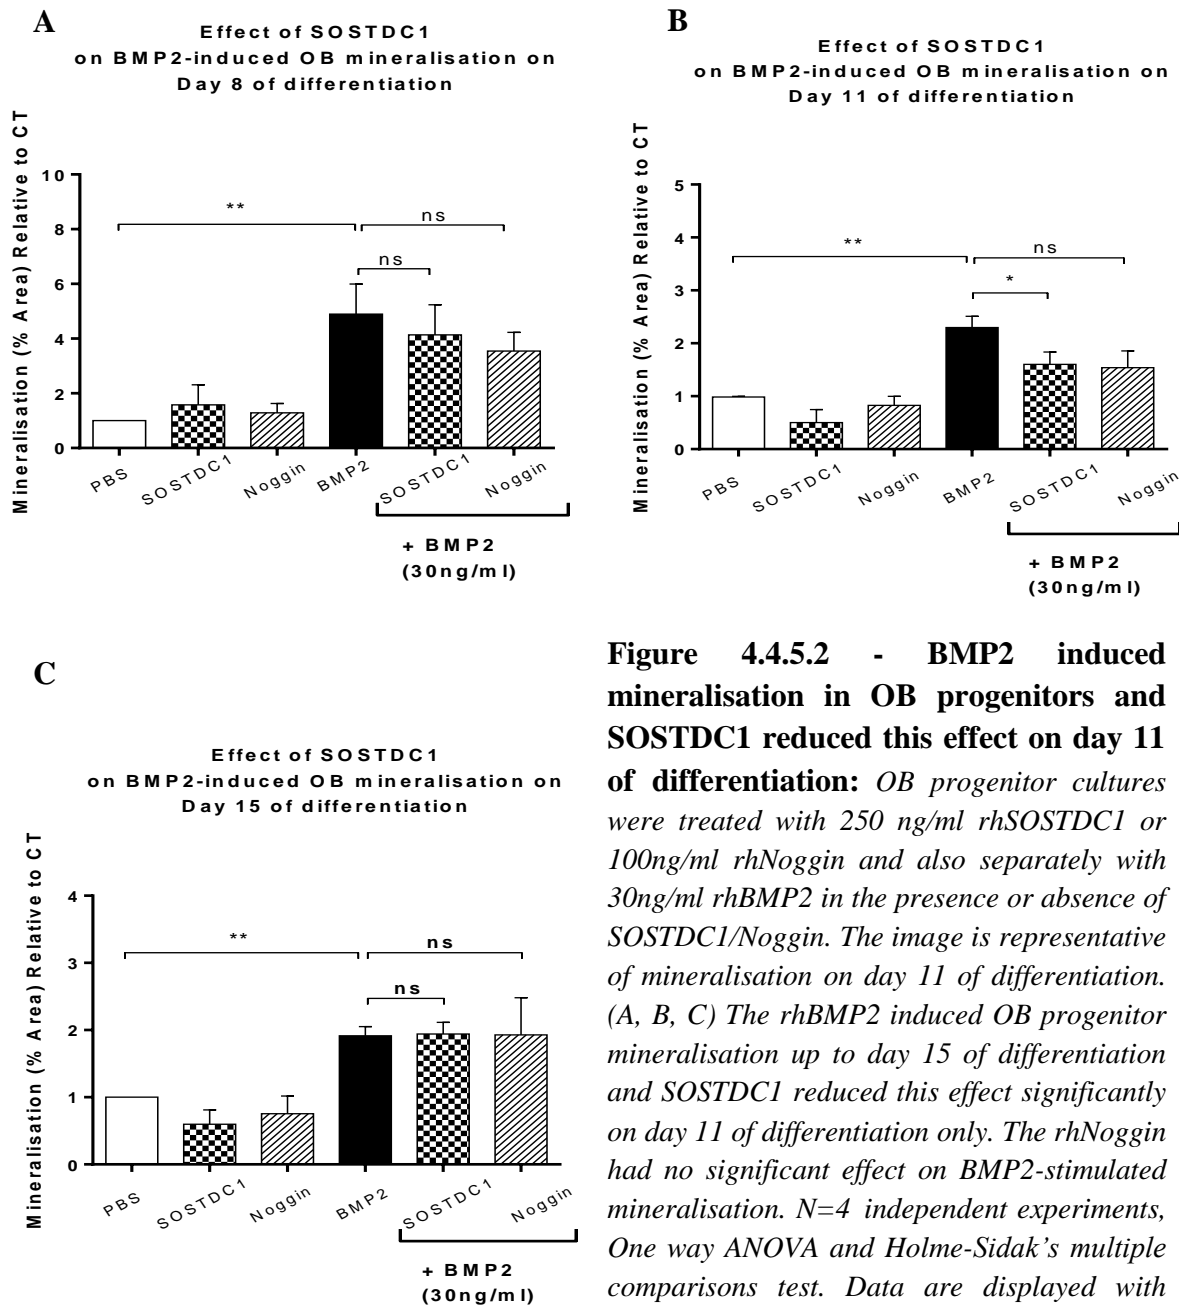 A
Effect of SOSTDC1
on BMP2-induced OB mineralisation on
Day 8 of differentiation
Mineralisation (% Area) Relative to CT
10
8
6
4
2
0
**
ns
ns
PBS
SOSTDC1
Noggin
BMP2
SOSTDC1
Noggin
+ BMP2
(30ng/ml)
B
Effect of SOSTDC1
on BMP2-induced OB mineralisation on
Day 11 of differentiation
Mineralisation (% Area) Relative to CT
5
4
3
2
1
0
**
ns
*
PBS
SOSTDC1
Noggin
BMP2
SOSTDC1
Noggin
+ BMP2
(30ng/ml)
C
Effect of SOSTDC1
on BMP2-induced OB mineralisation on
Day 15 of differentiation
Mineralisation (% Area) Relative to CT
4
3
2
1
0
**
ns
ns
PBS
SOSTDC1
Noggin
BMP2
SOSTDC1
Noggin
+ BMP2
(30ng/ml)
Figure 4.4.5.2 - BMP2 induced
mineralisation in OB progenitors and
SOSTDC1 reduced this effect on day 11
of differentiation: OB progenitor cultures
were treated with 250 ng/ml rhSOSTDC1 or
100ng/ml rhNoggin and also separately with
30ng/ml rhBMP2 in the presence or absence of
SOSTDC1/Noggin. The image is representative
of mineralisation on day 11 of differentiation.
(A, B, C) The rhBMP2 induced OB progenitor
mineralisation up to day 15 of differentiation
and SOSTDC1 reduced this effect significantly
on day 11 of differentiation only. The rhNoggin
had no significant effect on BMP2-stimulated
mineralisation. N=4 independent experiments,
One way ANOVA and Holme-Sidak's multiple
comparisons test. Data are displayed with